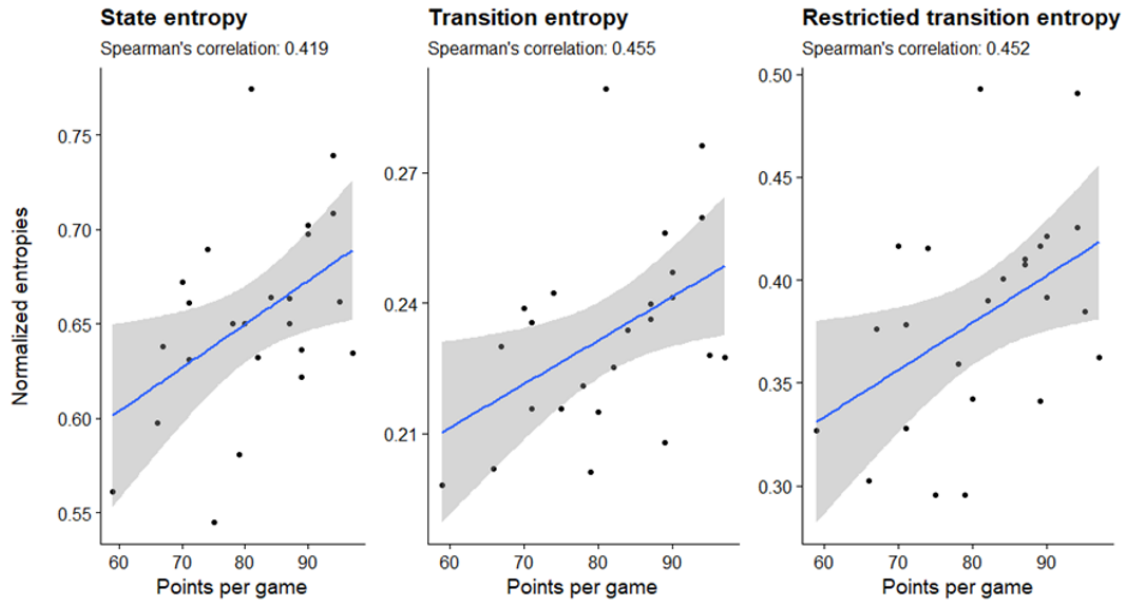 State entropy
Spearman's correlation: 0.419
Transition entropy
Spearman's correlation: 0.455
Restrictied transition entropy
Spearman's correlation: 0.452
Normalized entropies
0.75
0.70
0.65
0.60
0.55
60 70 80 90
Points per game
0.27
0.24
0.21
60 70 80 90
Points per game
0.50
0.45
0.40
0.35
0.30
60 70 80 90
Points per game